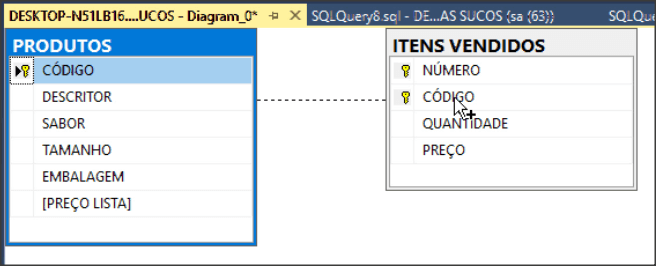 DESKTOP-N51LB16....UCOS - Diagram_0* SQLQuery8.sql - DE...AS SUCOS (sa (63)) SQLQue
PRODUTOS
CÓDIGO
DESCRITOR
SABOR
TAMANHO
EMBALAGEM
[PREÇO LISTA]
ITENS VENDIDOS
NÚMERO
CÓDIGO
QUANTIDADE
PREÇO